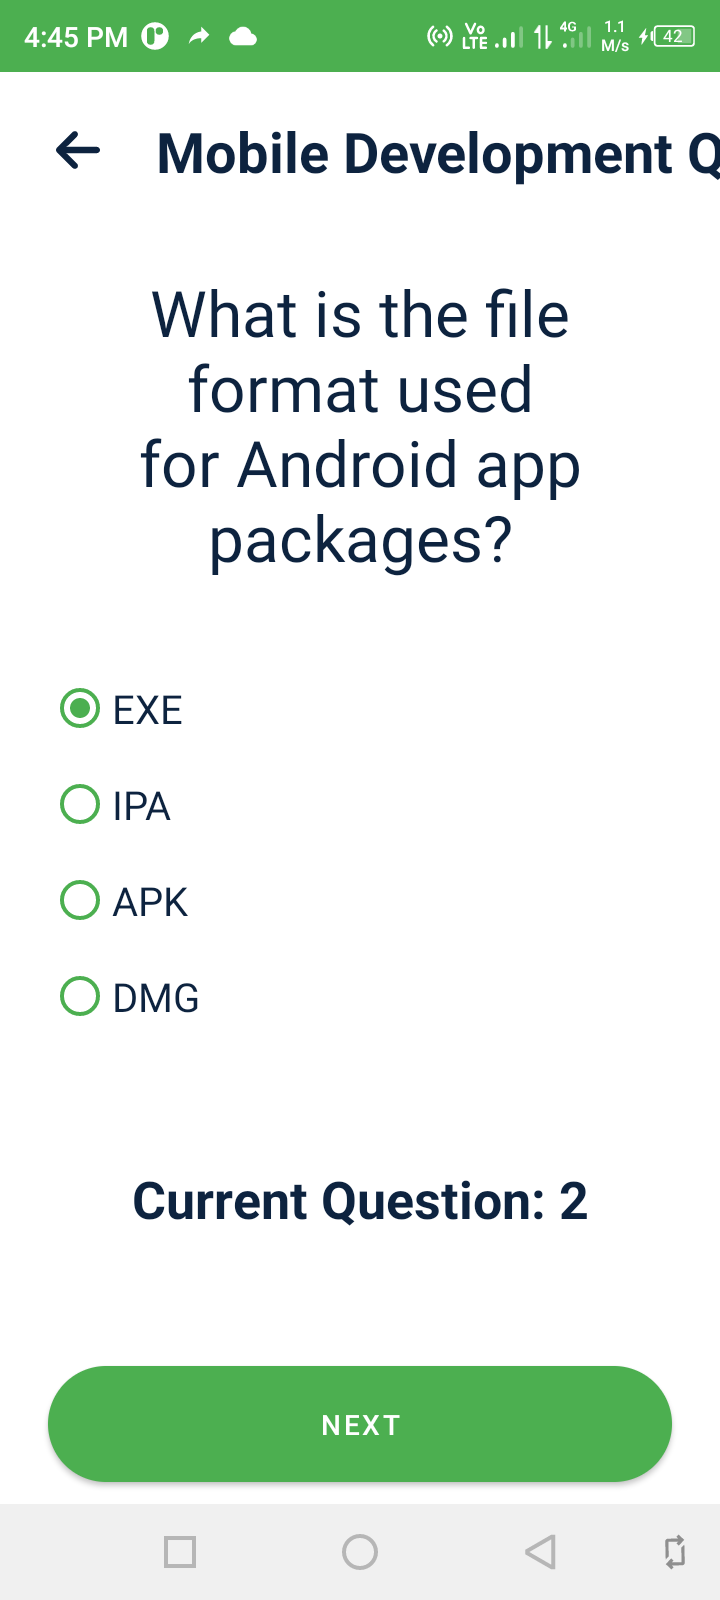 4:45 PM Vo LTE 4G 1.1 M/s 42
Mobile Development Q
What is the file
format used
for Android app
packages?
EXE
IPA
APK
DMG
Current Question: 2
NEXT